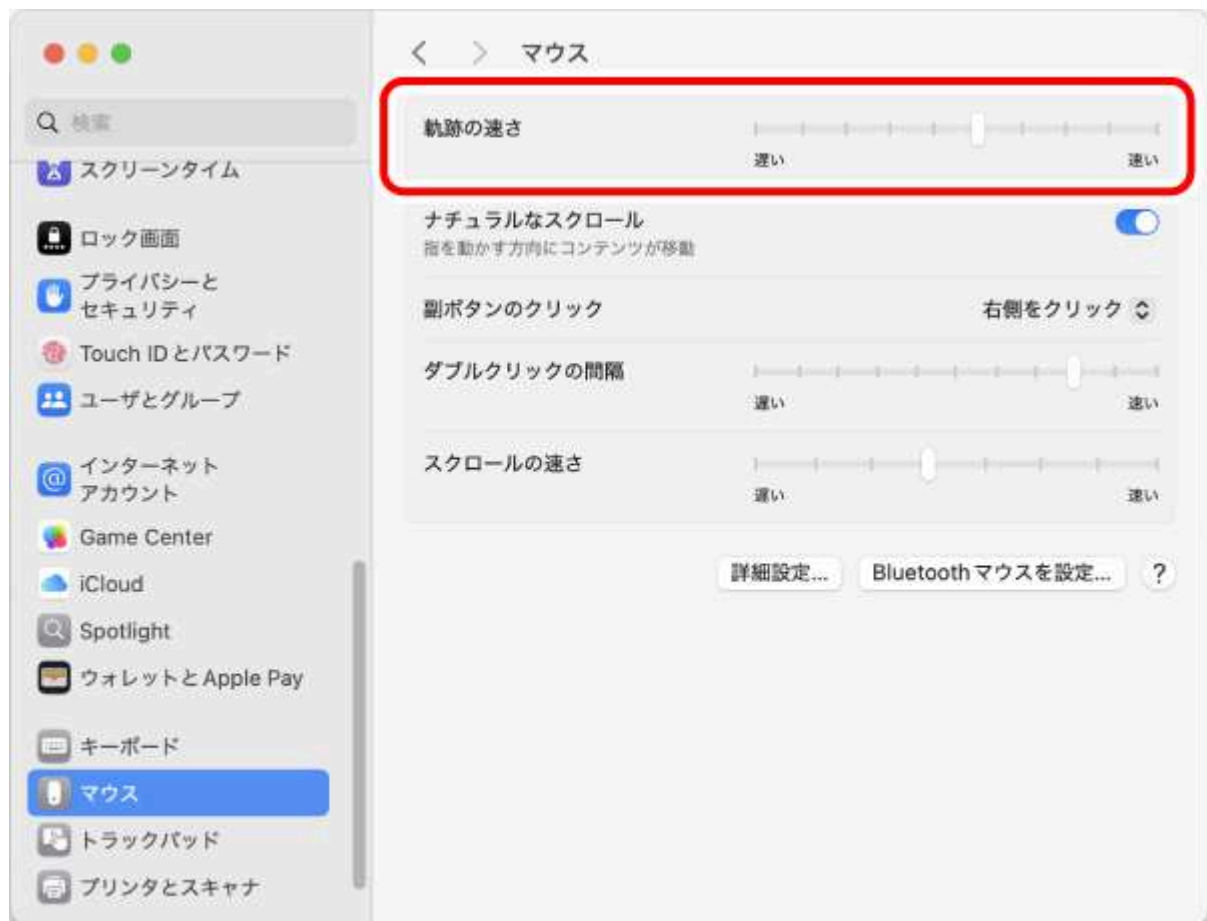 マウス
検索
スクリーンタイム
ロック画面
プライバシーと
セキュリティ
Touch IDとパスワード
ユーザとグループ
インターネット
アカウント
Game Center
iCloud
Spotlight
ウォレットとApple Pay
キーボード
マウス
トラックパッド
プリンタとスキャナ
軌跡の速さ
遅い 速い
ナチュラルなスクロール
指を動かす方向にコンテンツが移動
副ボタンのクリック 右側をクリック
ダブルクリックの間隔
遅い 速い
スクロールの速さ
遅い 速い
詳細設定... Bluetoothマウスを設定... ?